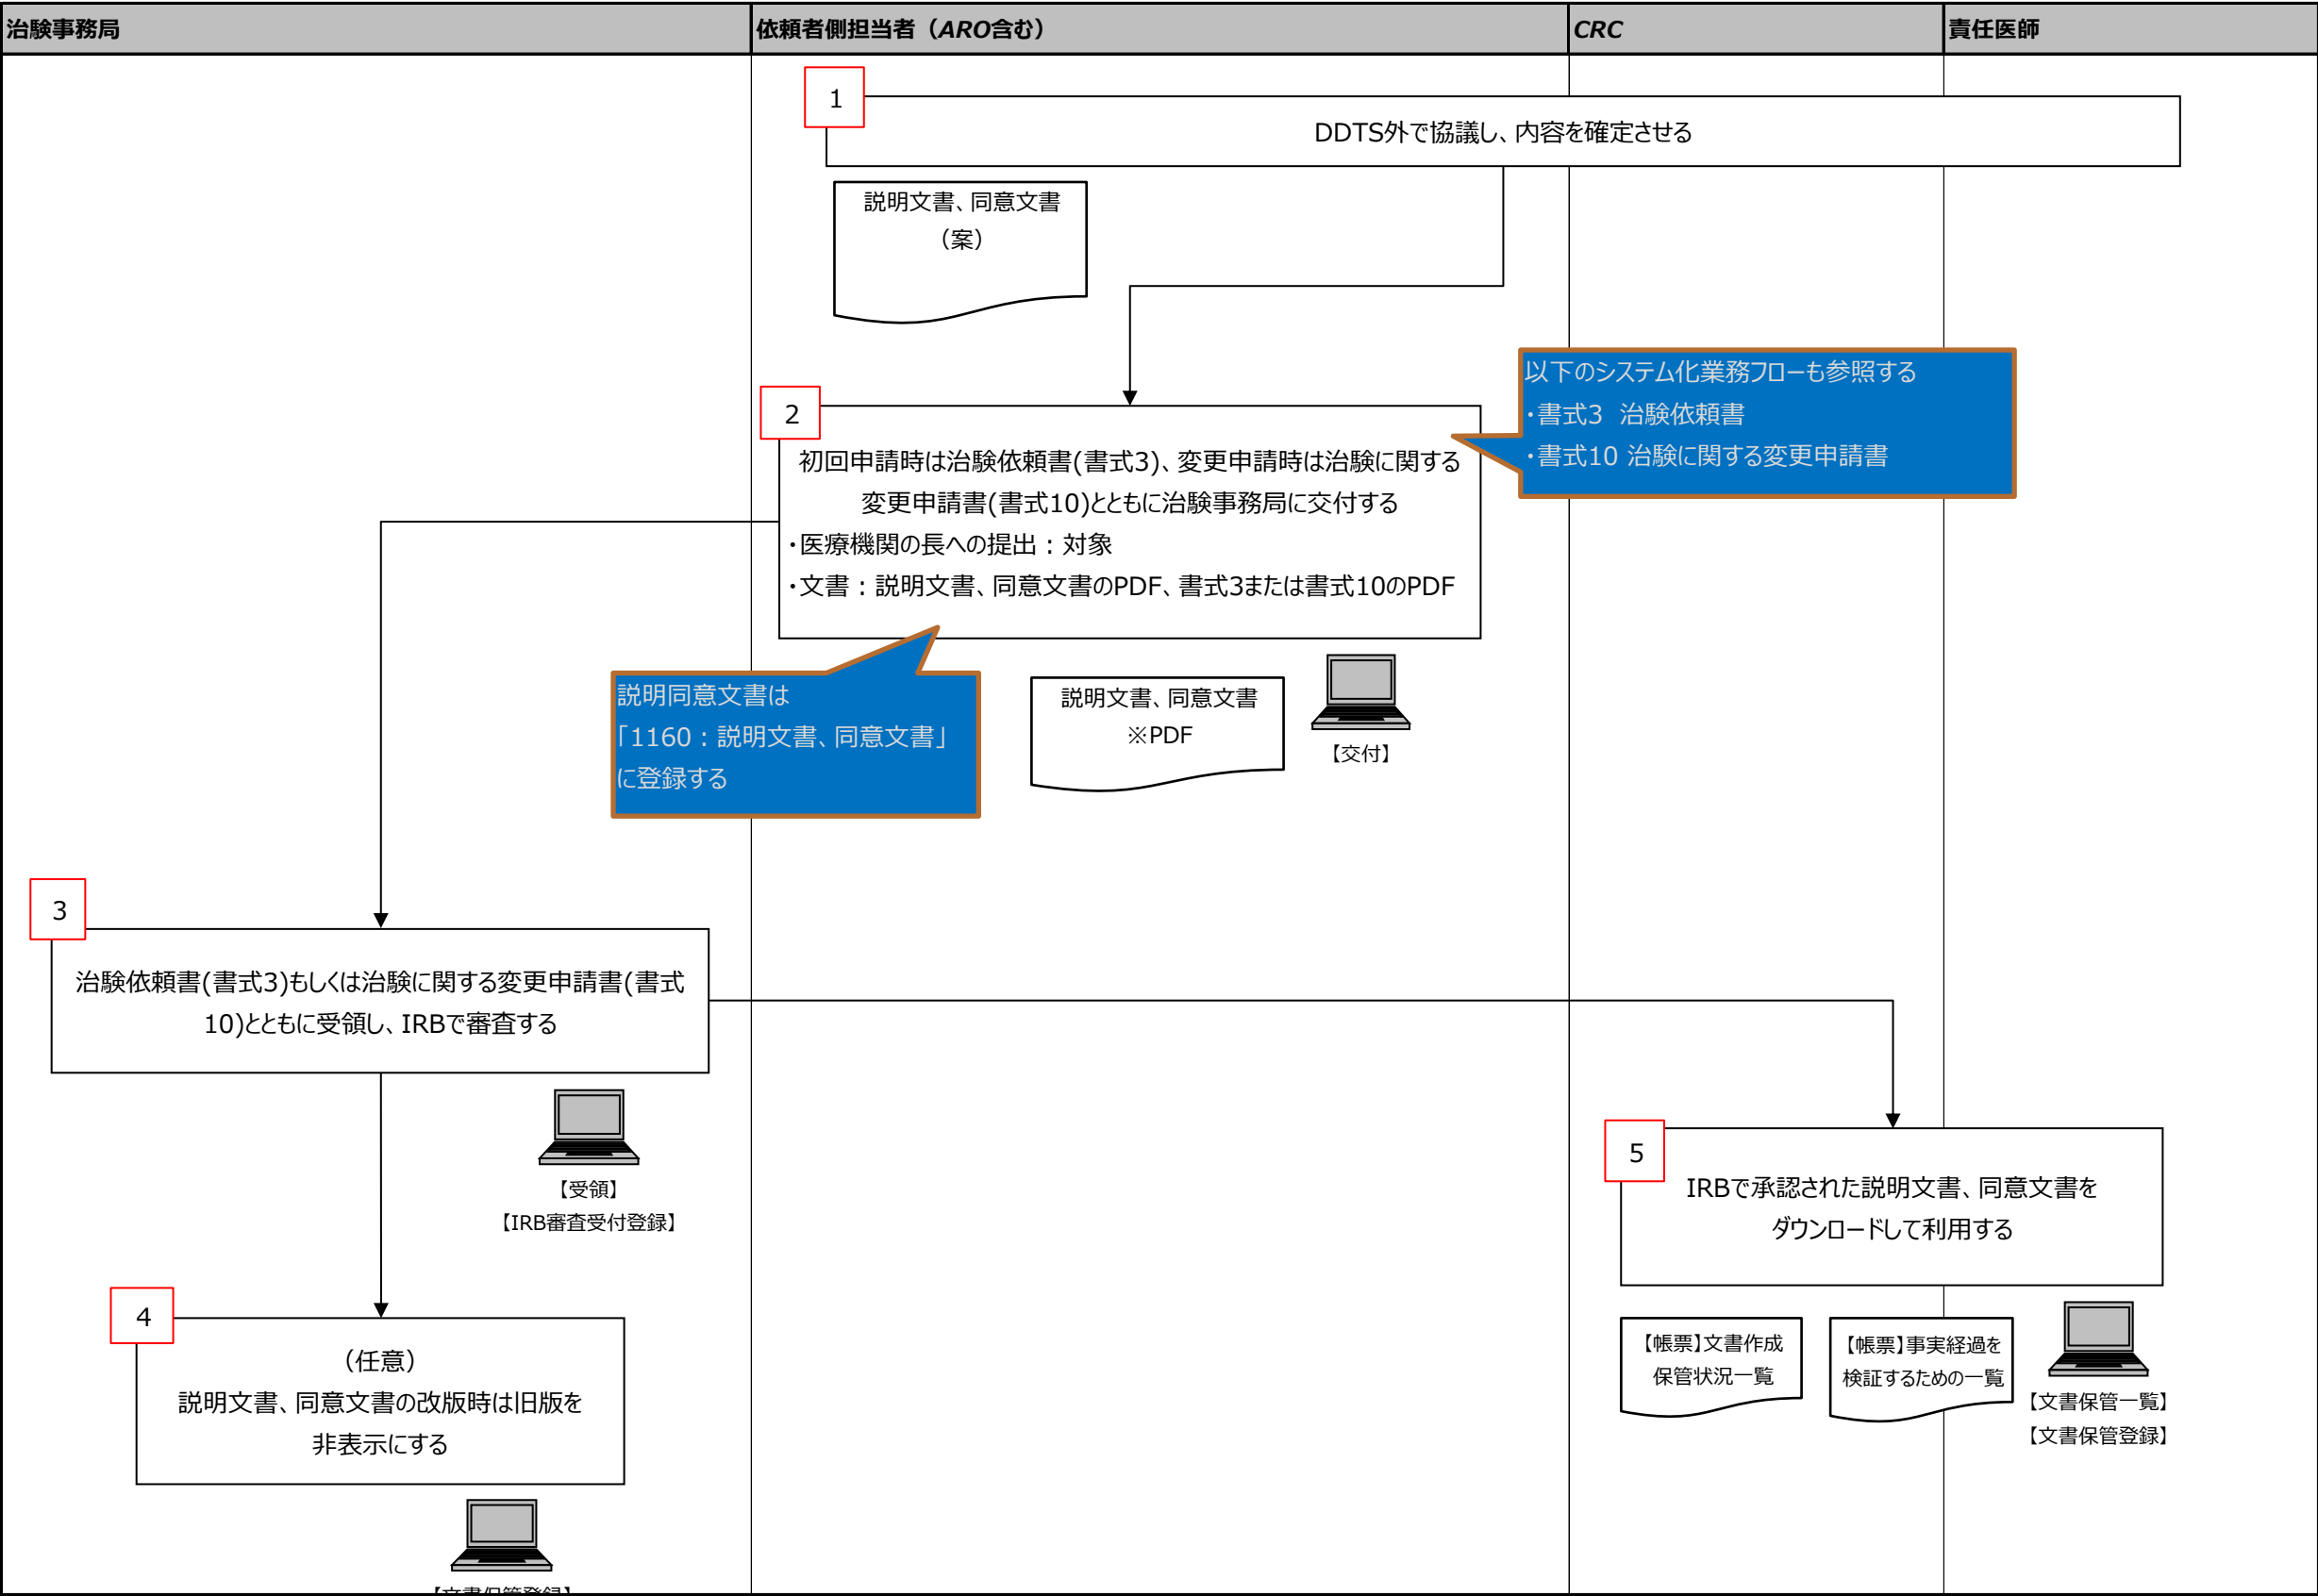 治験事務局
依頼者側担当者（ARO含む）
CRC
責任医師
1
DDTS外で協議し、内容を確定させる
説明文書、同意文書
（案）
以下のシステム化業務フローも参照する
・書式3 治験依頼書
・書式10 治験に関する変更申請書
2
初回申請時は治験依頼書(書式3)、変更申請時は治験に関する
変更申請書(書式10)とともに治験事務局に交付する
・医療機関の長への提出：対象
・文書：説明文書、同意文書のPDF、書式3または書式10のPDF
説明同意文書は
「1160：説明文書、同意文書」
に登録する
説明文書、同意文書
※PDF
【交付】
3
治験依頼書(書式3)もしくは治験に関する変更申請書(書式
10)とともに受領し、IRBで審査する
【受領】
【IRB審査受付登録】
5
IRBで承認された説明文書、同意文書を
ダウンロードして利用する
【帳票】文書作成
保管状況一覧
【帳票】事実経過を
検証するための一覧
【文書保管一覧】
【文書保管登録】
4
（任意）
説明文書、同意文書の改版時は旧版を
非表示にする
【文書保管登録】